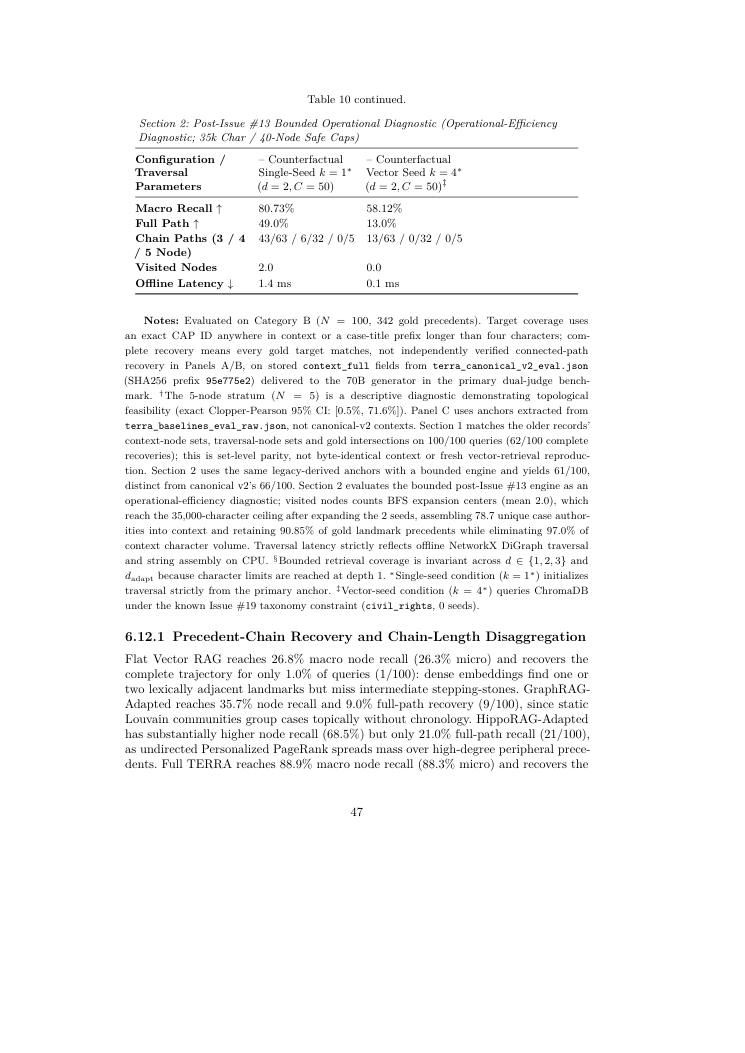 Table 10 continued.
Section 2: Post-Issue #13 Bounded Operational Diagnostic (Operational-Efficiency
Diagnostic; 35k Char / 40-Node Safe Caps)
Configuration / – Counterfactual – Counterfactual
Traversal Single-Seed k = 1* Vector Seed k = 4*
Parameters (d = 2, C = 50) (d = 2, C = 50)‡
Macro Recall ↑ 80.73% 58.12%
Full Path ↑ 49.0% 13.0%
Chain Paths (3 / 4 43/63 / 6/32 / 0/5 13/63 / 0/32 / 0/5
/ 5 Node)
Visited Nodes 2.0 0.0
Offline Latency ↓ 1.4 ms 0.1 ms
Notes: Evaluated on Category B (N = 100, 342 gold precedents). Target coverage uses
an exact CAP ID anywhere in context or a case-title prefix longer than four characters; com-
plete recovery means every gold target matches, not independently verified connected-path
recovery in Panels A/B, on stored context_full fields from terra_canonical_v2_eval.json
(SHA256 prefix 95e775e2) delivered to the 70B generator in the primary dual-judge bench-
mark. †The 5-node stratum (N = 5) is a descriptive diagnostic demonstrating topological
feasibility (exact Clopper-Pearson 95% CI: [0.5%, 71.6%]). Panel C uses anchors extracted from
terra_baselines_eval_raw.json, not canonical-v2 contexts. Section 1 matches the older records'
context-node sets, traversal-node sets and gold intersections on 100/100 queries (62/100 complete
recoveries); this is set-level parity, not byte-identical context or fresh vector-retrieval reproduc-
tion. Section 2 uses the same legacy-derived anchors with a bounded engine and yields 61/100,
distinct from canonical v2's 66/100. Section 2 evaluates the bounded post-Issue #13 engine as an
operational-efficiency diagnostic; visited nodes counts BFS expansion centers (mean 2.0), which
reach the 35,000-character ceiling after expanding the 2 seeds, assembling 78.7 unique case author-
ities into context and retaining 90.85% of gold landmark precedents while eliminating 97.0% of
context character volume. Traversal latency strictly reflects offline NetworkX DiGraph traversal
and string assembly on CPU. §Bounded retrieval coverage is invariant across d ∈ {1, 2, 3} and
dadapt because character limits are reached at depth 1. *Single-seed condition (k = 1*) initializes
traversal strictly from the primary anchor. ‡Vector-seed condition (k = 4*) queries ChromaDB
under the known Issue #19 taxonomy constraint (civil_rights, 0 seeds).
6.12.1 Precedent-Chain Recovery and Chain-Length Disaggregation
Flat Vector RAG reaches 26.8% macro node recall (26.3% micro) and recovers the
complete trajectory for only 1.0% of queries (1/100): dense embeddings find one or
two lexically adjacent landmarks but miss intermediate stepping-stones. GraphRAG-
Adapted reaches 35.7% node recall and 9.0% full-path recovery (9/100), since static
Louvain communities group cases topically without chronology. HippoRAG-Adapted
has substantially higher node recall (68.5%) but only 21.0% full-path recall (21/100),
as undirected Personalized PageRank spreads mass over high-degree peripheral prece-
dents. Full TERRA reaches 88.9% macro node recall (88.3% micro) and recovers the
47